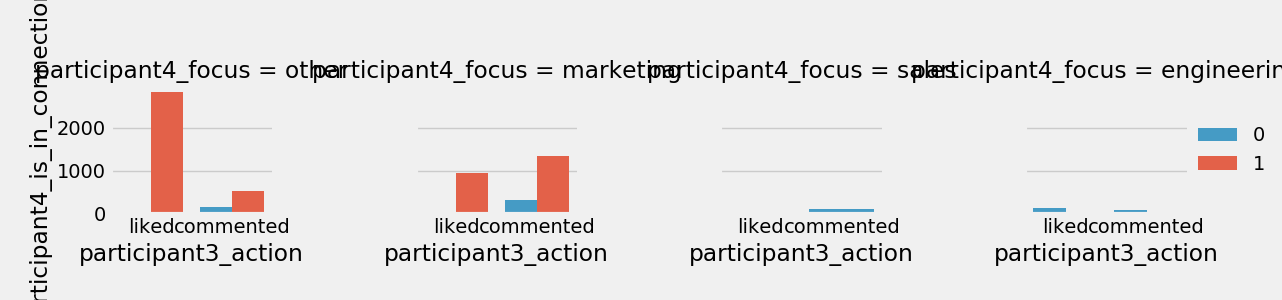 participant4_focus = other
participant4_focus = marketing
participant4_focus = sales
participant4_focus = engineerin
rticipant4_is_in_connection
2000
1000
0
liked commented
liked commented
liked commented
liked commented
participant3_action
participant3_action
participant3_action
participant3_action
0
1